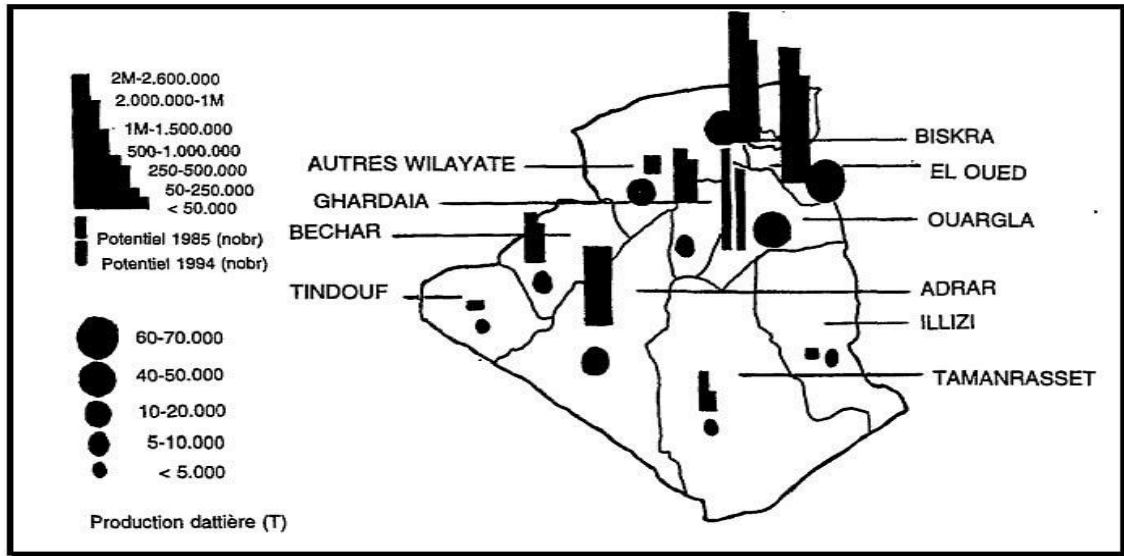 2M-2.600.000
2.000.000-1M
1M-1.500.000
500-1.000.000
250-500.000
50-250.000
< 50.000
Potentiel 1985 (nobr)
Potentiel 1994 (nobr)
60-70.000
40-50.000
10-20.000
5-10.000
< 5.000
Production dattière (T)
AUTRES WILAYATE
GHARDAIA
BECHAR
TINDOUF
BISKRA
EL OUED
OUARGLA
ADRAR
ILLIZI
TAMANRASSET